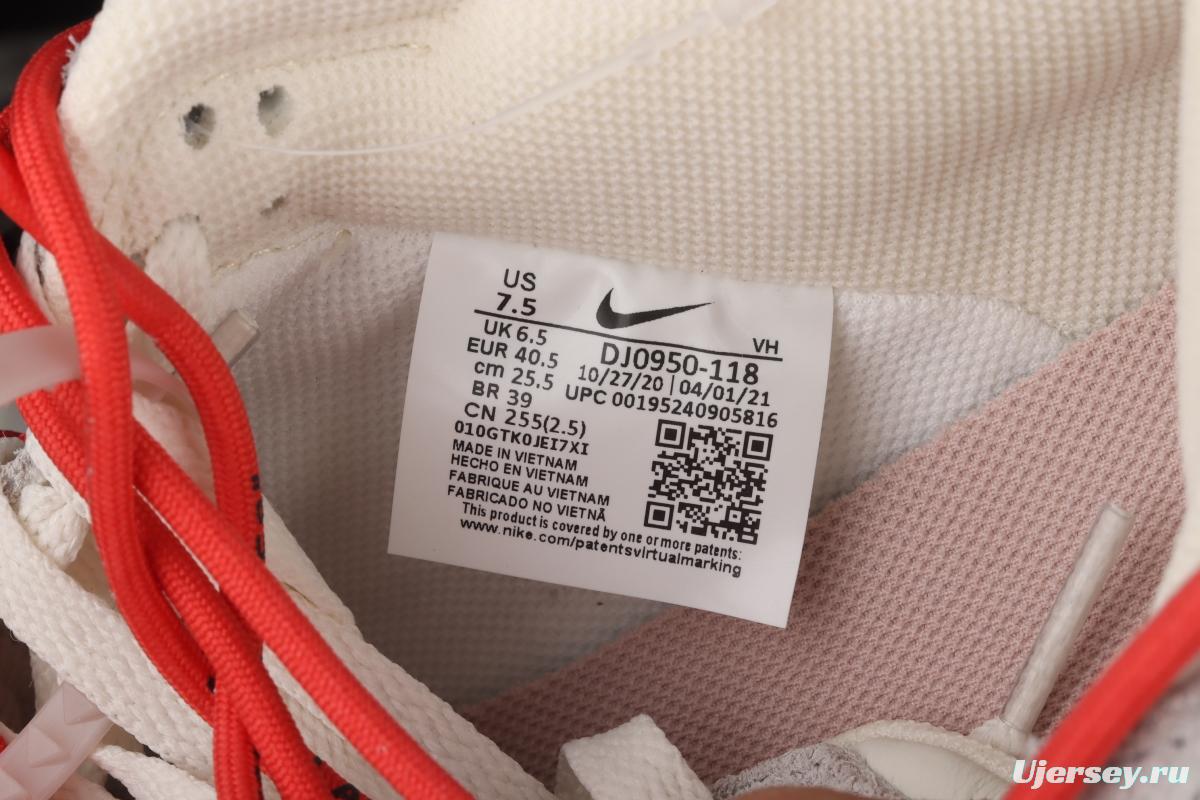 US
7.5
VH
UK 6.5
EUR 40.5
cm 25.5
BR 39
CN 255(2.5)
DJ0950-118
10/27/20 | 04/01/21
UPC 00195240905816
010GTK0JEI7XI
MADE IN VIETNAM
HECHO EN VIETNAM
FABRIQUE AU VIETNAM
FABRICADO NO VIETNÃ
This product is covered by one or more patents:
www.nike.com/patentsvirtualmarking
Ujersey.ru